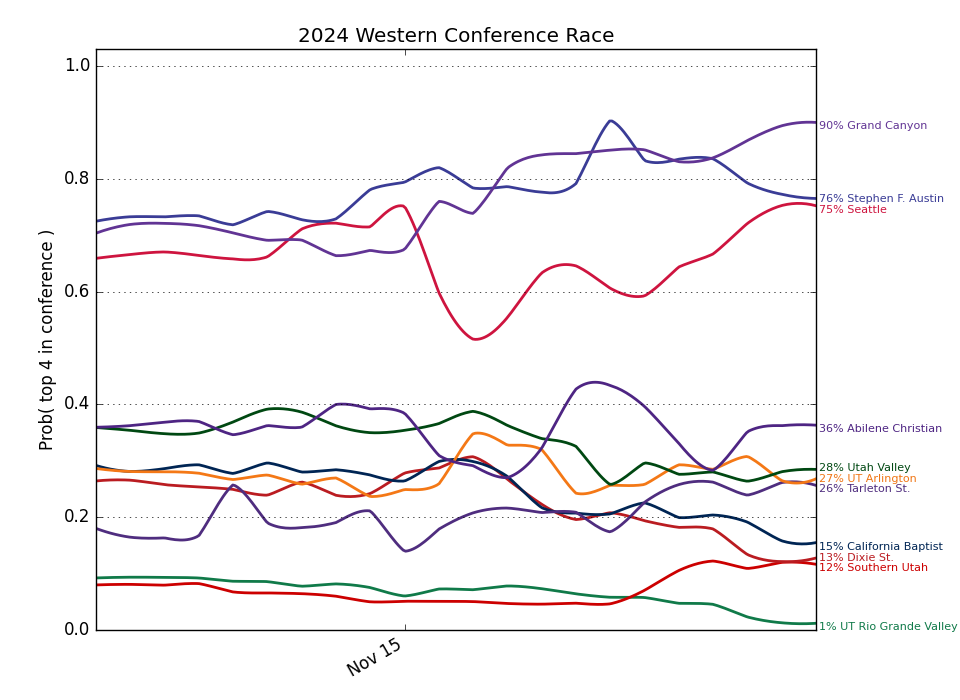 2024 Western Conference Race
Prob( top 4 in conference )
1.0
0.8
0.6
0.4
0.2
0.0
Nov 15
90% Grand Canyon
76% Stephen F. Austin
75% Seattle
36% Abilene Christian
28% Utah Valley
27% UT Arlington
26% Tarleton St.
15% California Baptist
13% Dixie St.
12% Southern Utah
1% UT Rio Grande Valley